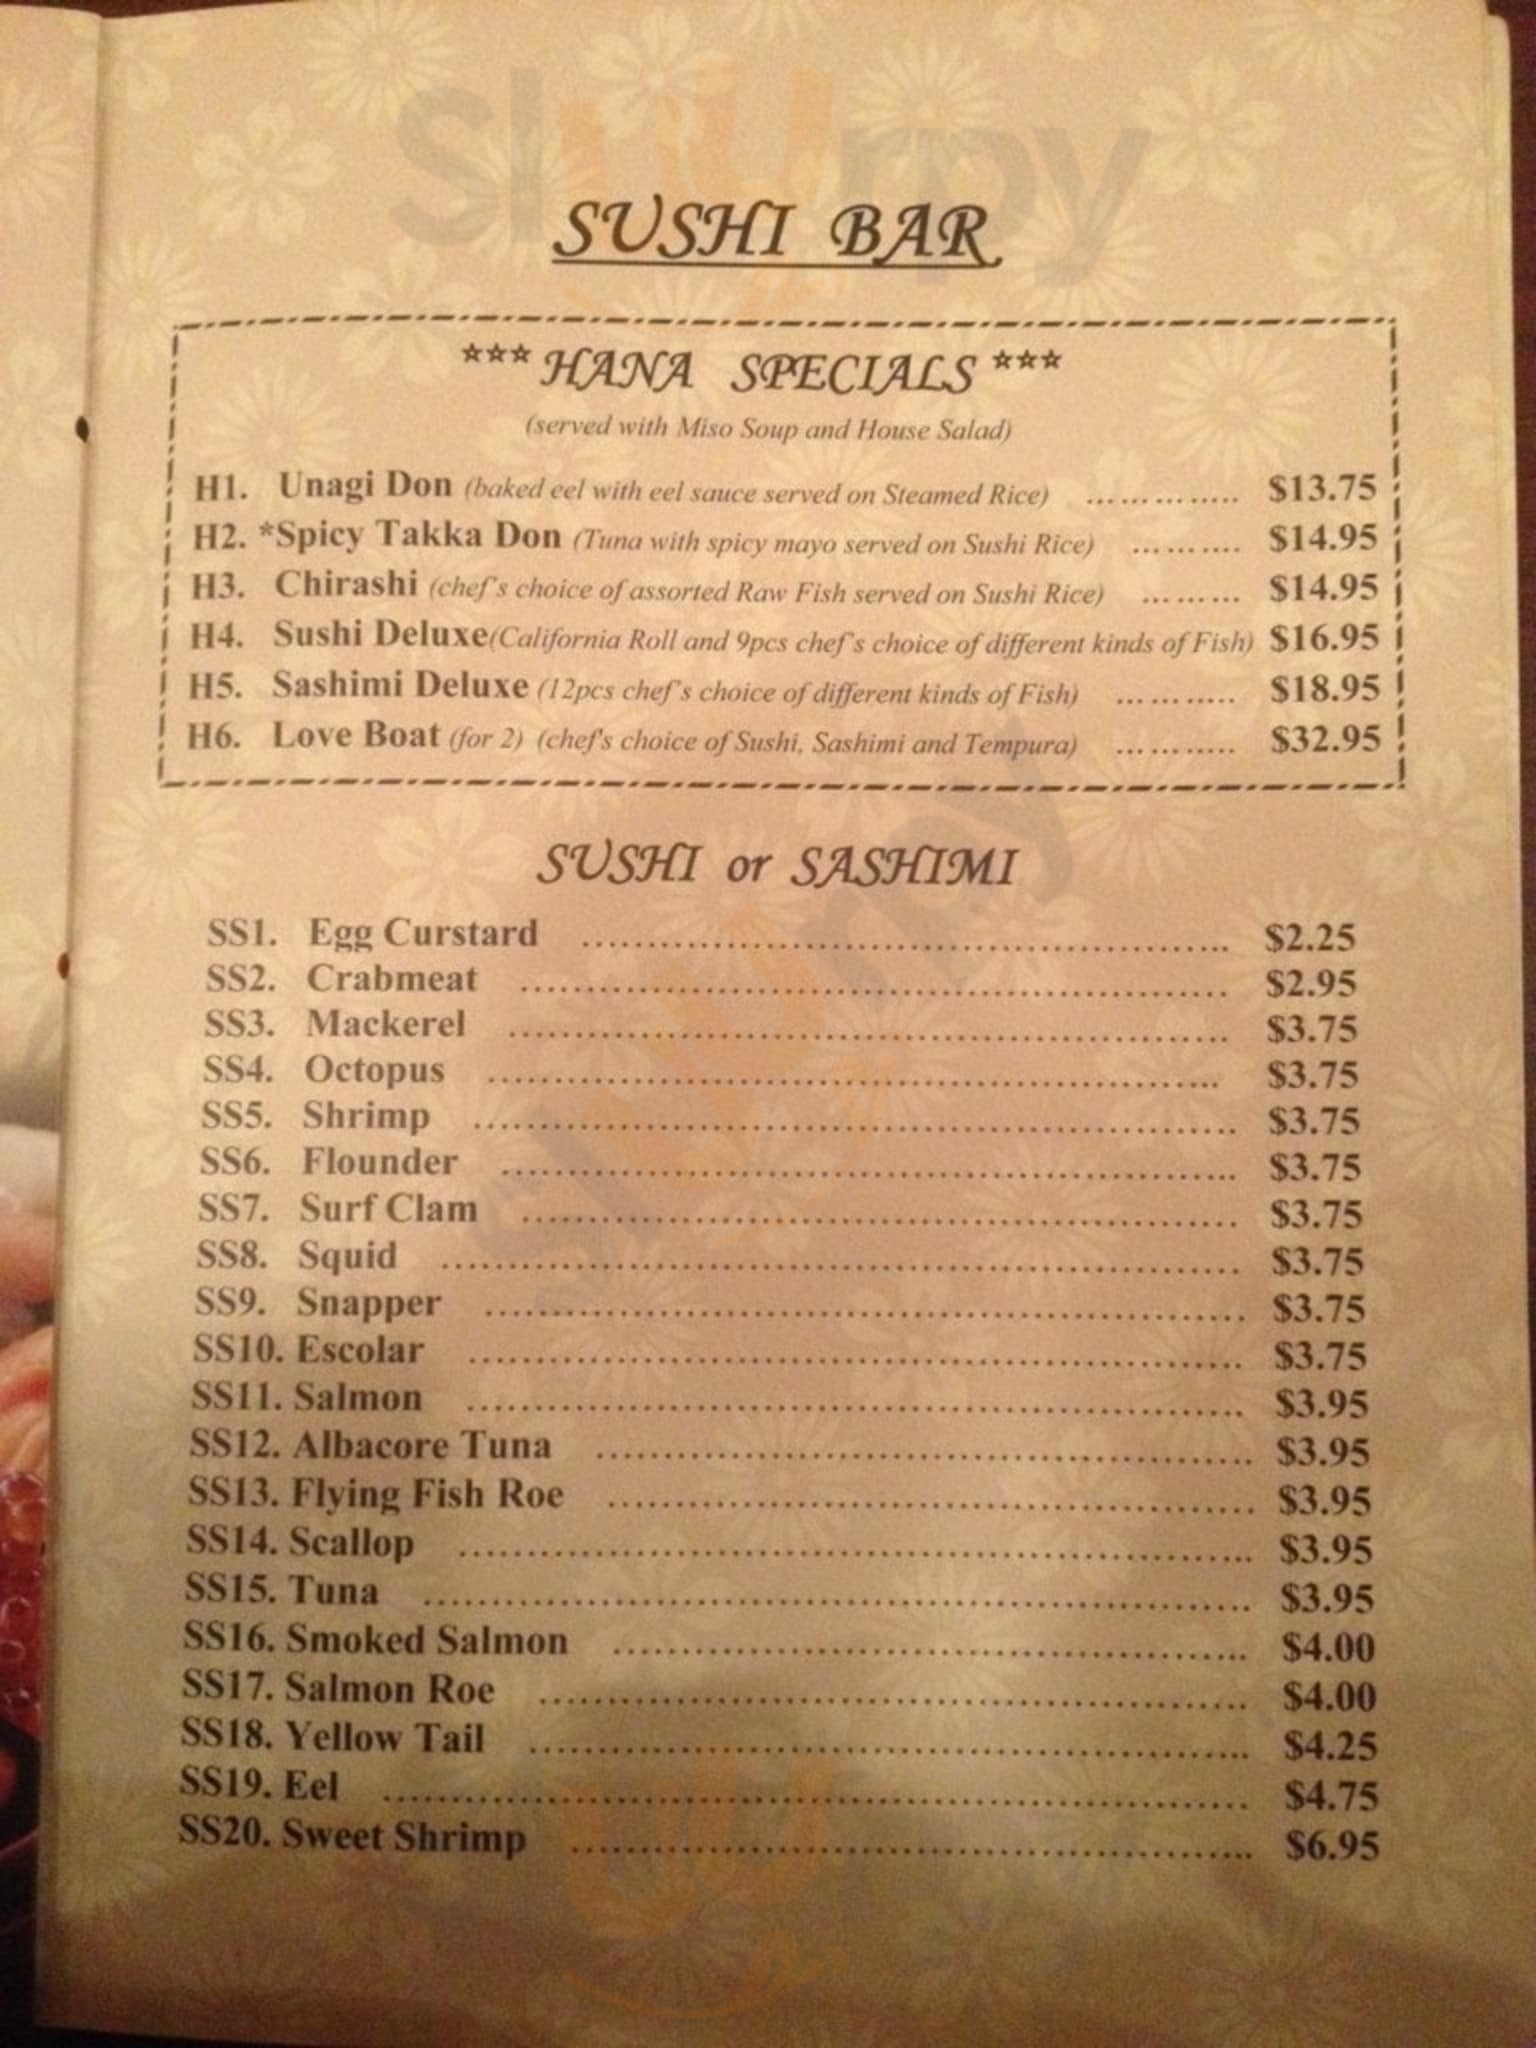 Sluurpy
SUSHI BAR
***HANA SPECIALS***
(served with Miso Soup and House Salad)
H1. Unagi Don (baked eel with eel sauce served on Steamed Rice) ………….. $13.75
H2. *Spicy Takka Don (Tuna with spicy mayo served on Sushi Rice) ………. $14.95
H3. Chirashi (chef's choice of assorted Raw Fish served on Sushi Rice) ……… $14.95
H4. Sushi Deluxe(California Roll and 9pcs chef's choice of different kinds of Fish) $16.95
H5. Sashimi Deluxe (12pcs chef's choice of different kinds of Fish) ……….. $18.95
H6. Love Boat (for 2) (chef's choice of Sushi, Sashimi and Tempura) ……….. $32.95
SUSHI or SASHIMI
SS1. Egg Curstard ………………………………………….. $2.25
SS2. Crabmeat ……………………………………………… $2.95
SS3. Mackerel ……………………………………………… $3.75
SS4. Octopus ……………………………………………….. $3.75
SS5. Shrimp …………………………………………………. $3.75
SS6. Flounder ……………………………………………….. $3.75
SS7. Surf Clam ……………………………………………… $3.75
SS8. Squid …………………………………………………… $3.75
SS9. Snapper ………………………………………………… $3.75
SS10. Escolar …………………………………………………. $3.75
SS11. Salmon …………………………………………………. $3.95
SS12. Albacore Tuna ………………………………………… $3.95
SS13. Flying Fish Roe ………………………………………… $3.95
SS14. Scallop ………………………………………………….. $3.95
SS15. Tuna ……………………………………………………. $3.95
SS16. Smoked Salmon ……………………………………….. $4.00
SS17. Salmon Roe ……………………………………………. $4.00
SS18. Yellow Tail …………………………………………….. $4.25
SS19. Eel ……………………………………………………… $4.75
SS20. Sweet Shrimp ………………………………………….. $6.95